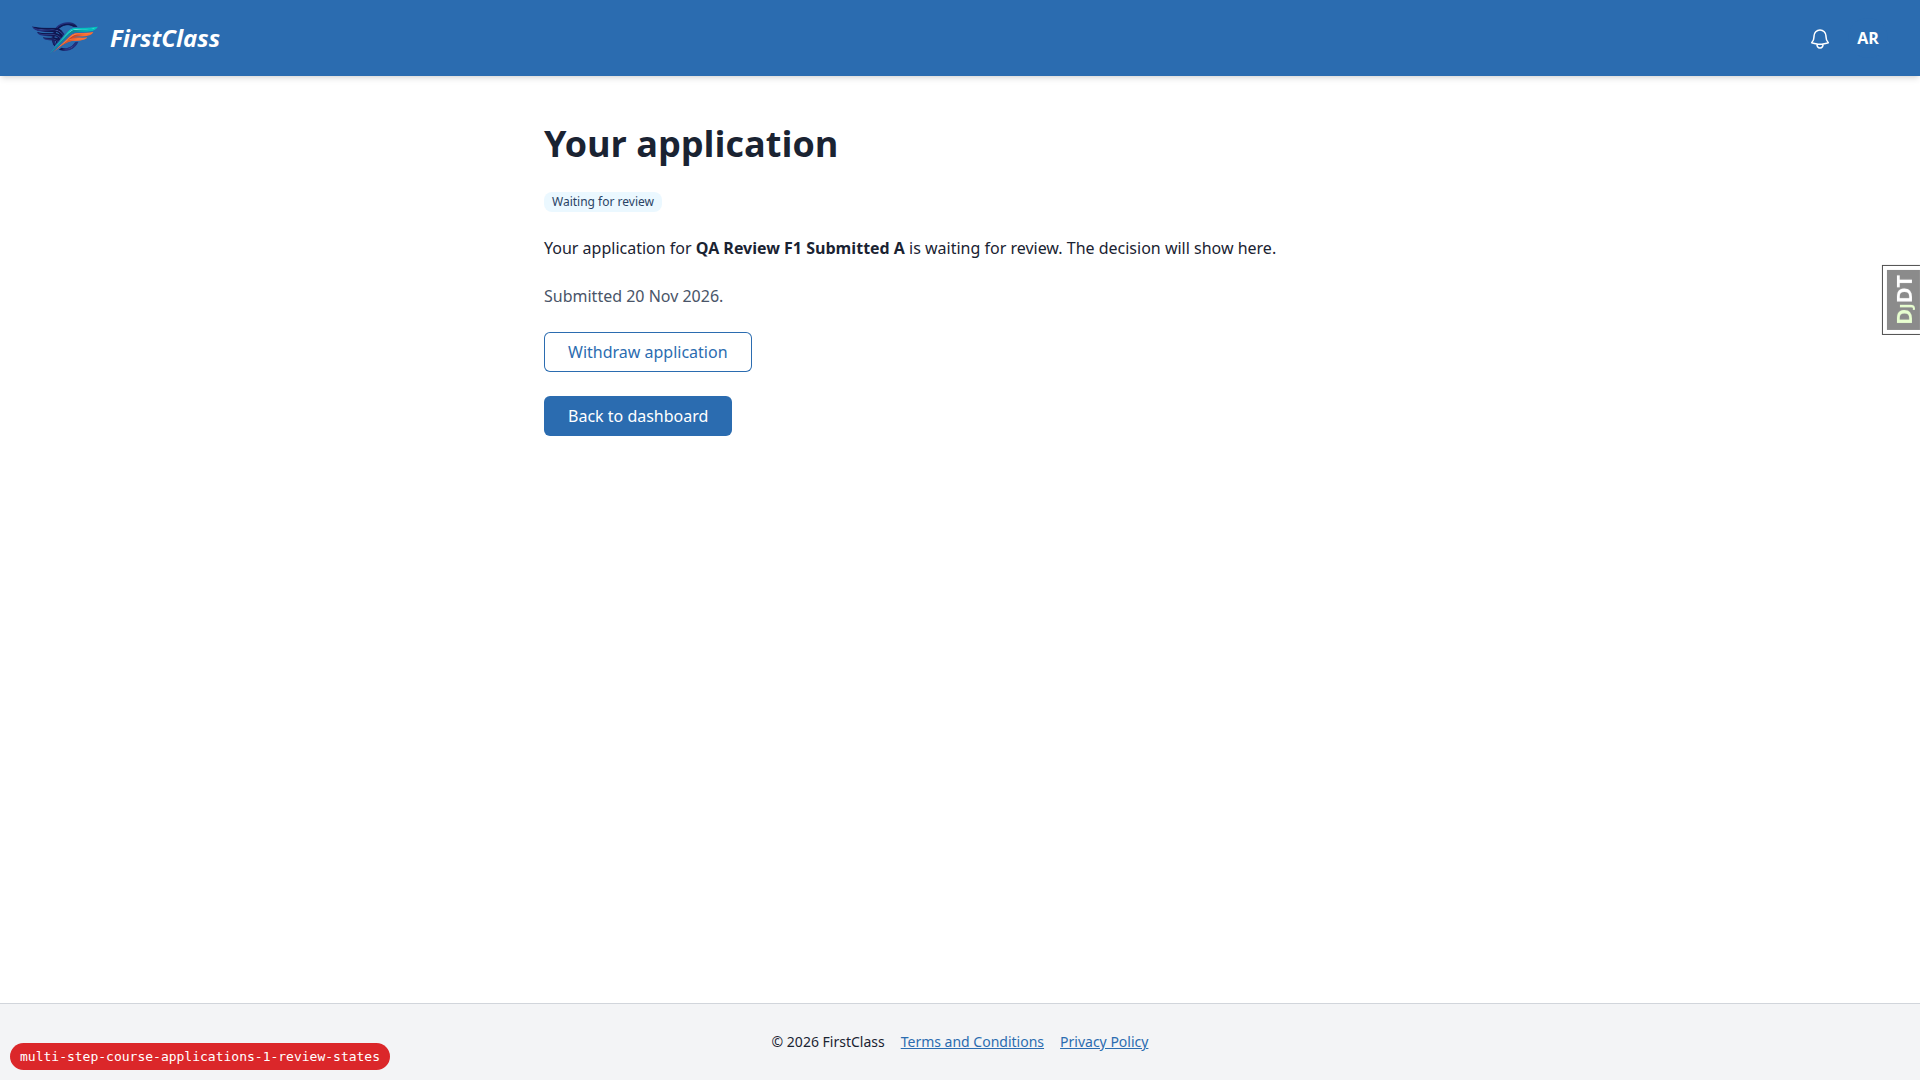 FirstClass
AR
Your application
Waiting for review
Your application for QA Review F1 Submitted A is waiting for review. The decision will show here.
Submitted 20 Nov 2026.
Withdraw application
Back to dashboard
DjDT
© 2026 FirstClass Terms and Conditions Privacy Policy
multi-step-course-applications-1-review-states